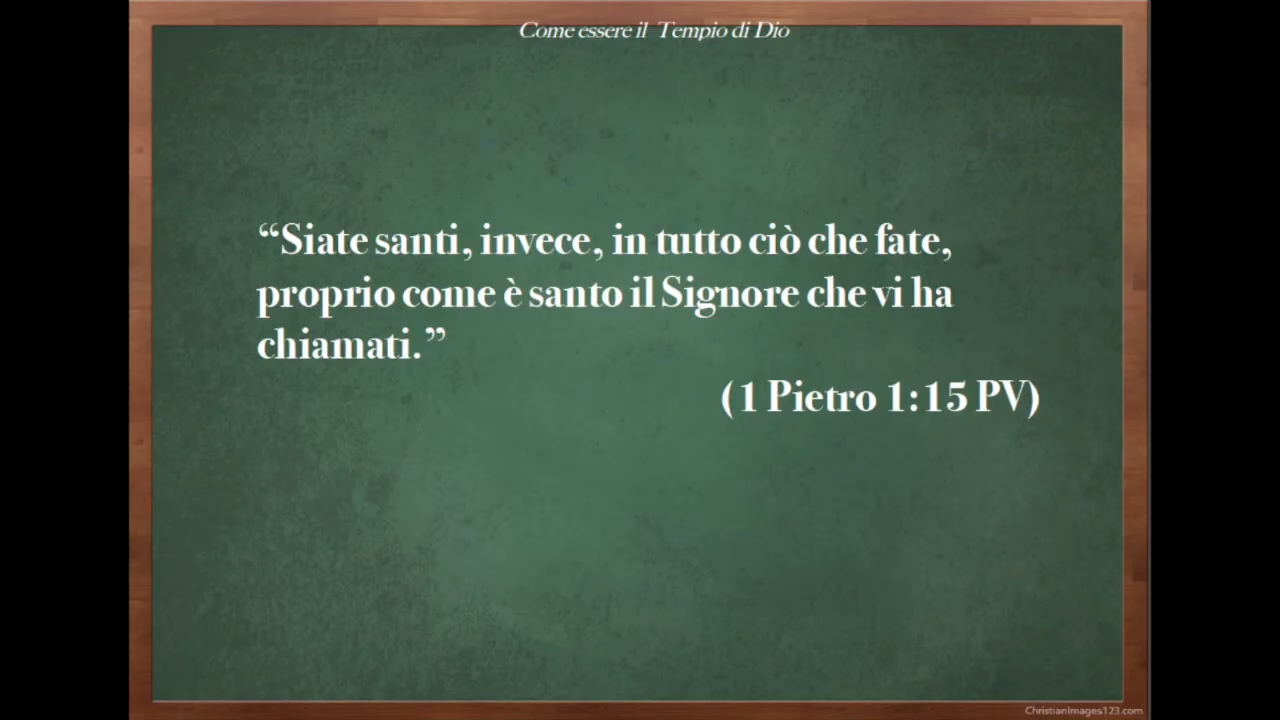 Come essere il Tempio di Dio
“Siate santi, invece, in tutto ciò che fate,
proprio come è santo il Signore che vi ha
chiamati.”
(1 Pietro 1:15 PV)
ChristianImages123.com